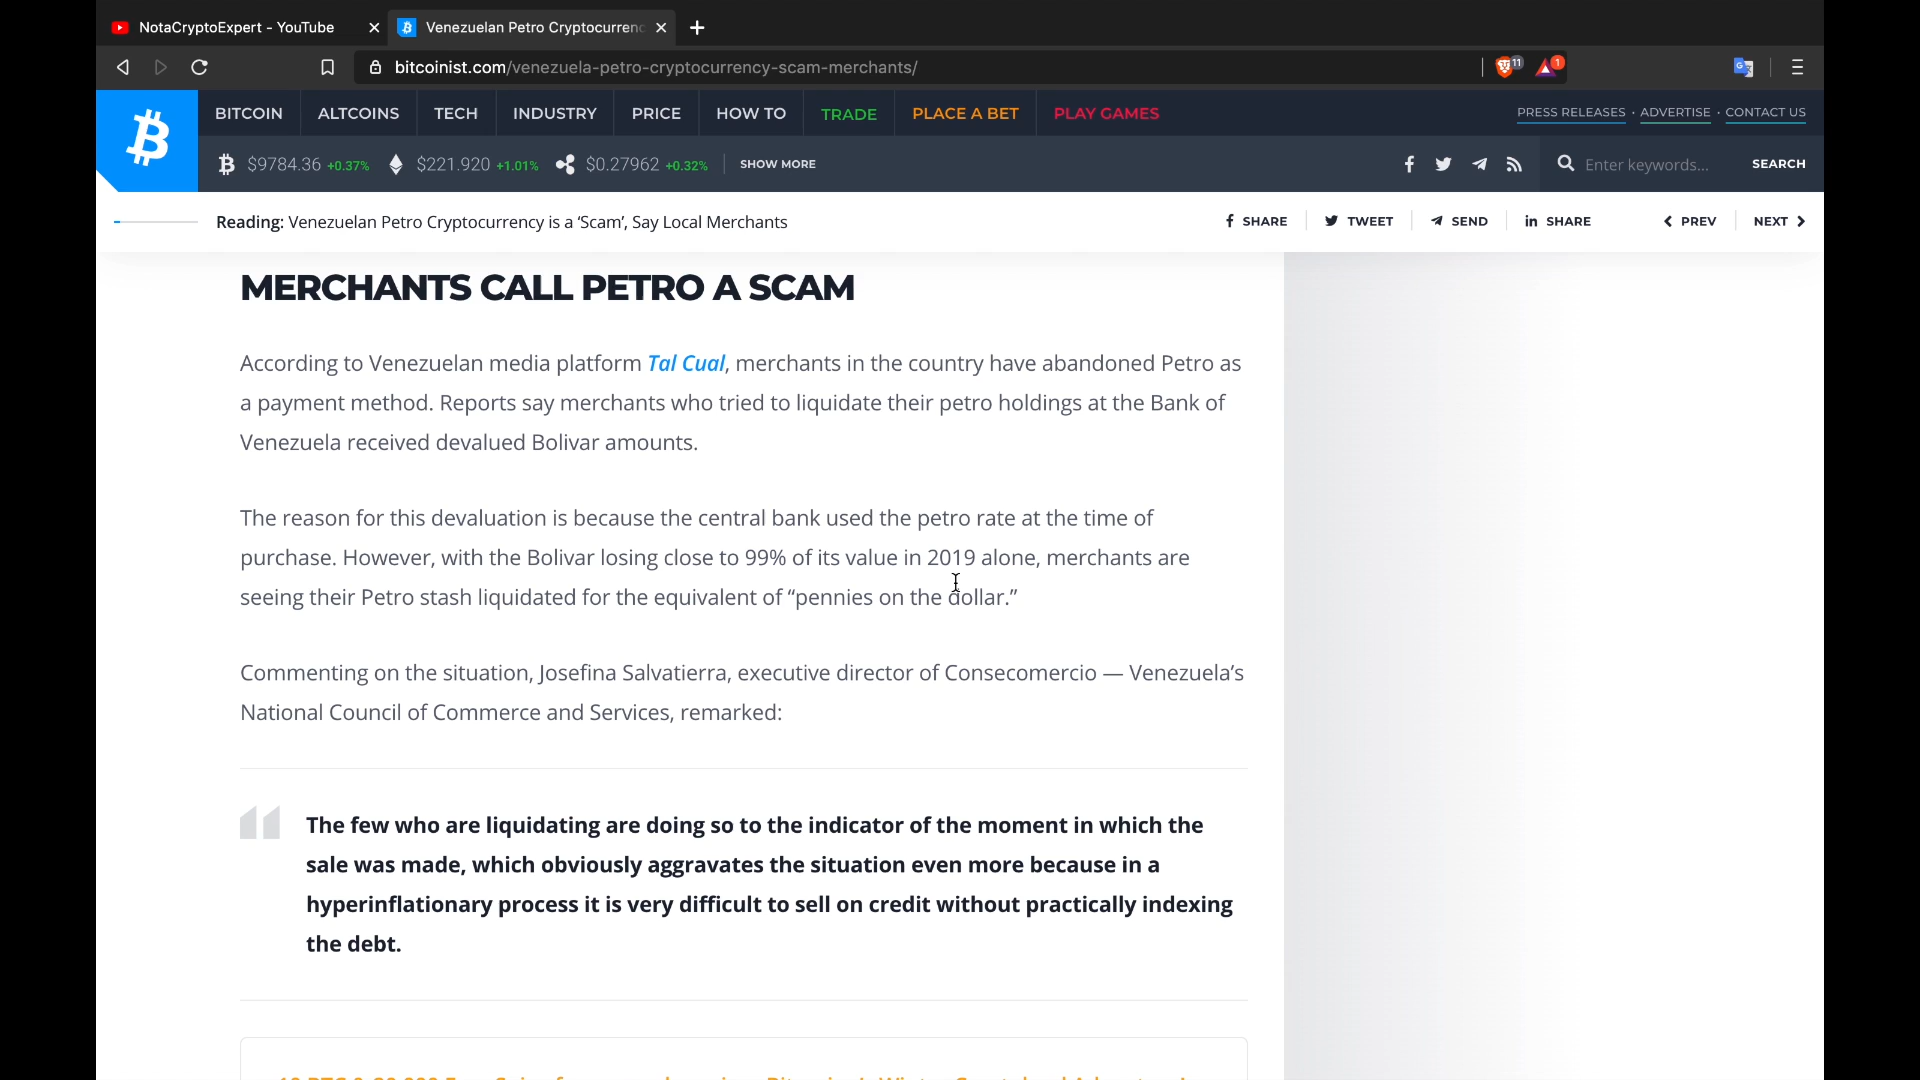 NotaCryptoExpert - YouTube
Venezuelan Petro Cryptocurrenc
bitcoinist.com/venezuela-petro-cryptocurrency-scam-merchants/
11
1
BITCOIN ALTCOINS TECH INDUSTRY PRICE HOW TO TRADE PLACE A BET PLAY GAMES
PRESS RELEASES · ADVERTISE · CONTACT US
$9784.36 +0.37% $221.920 +1.01% $0.27962 +0.32% SHOW MORE
Enter keywords... SEARCH
Reading: Venezuelan Petro Cryptocurrency is a ‘Scam’, Say Local Merchants
SHARE TWEET SEND SHARE PREV NEXT
MERCHANTS CALL PETRO A SCAM
According to Venezuelan media platform Tal Cual, merchants in the country have abandoned Petro as
a payment method. Reports say merchants who tried to liquidate their petro holdings at the Bank of
Venezuela received devalued Bolivar amounts.
The reason for this devaluation is because the central bank used the petro rate at the time of
purchase. However, with the Bolivar losing close to 99% of its value in 2019 alone, merchants are
seeing their Petro stash liquidated for the equivalent of “pennies on the dollar.”
Commenting on the situation, Josefina Salvatierra, executive director of Consecomercio — Venezuela’s
National Council of Commerce and Services, remarked:
The few who are liquidating are doing so to the indicator of the moment in which the
sale was made, which obviously aggravates the situation even more because in a
hyperinflationary process it is very difficult to sell on credit without practically indexing
the debt.